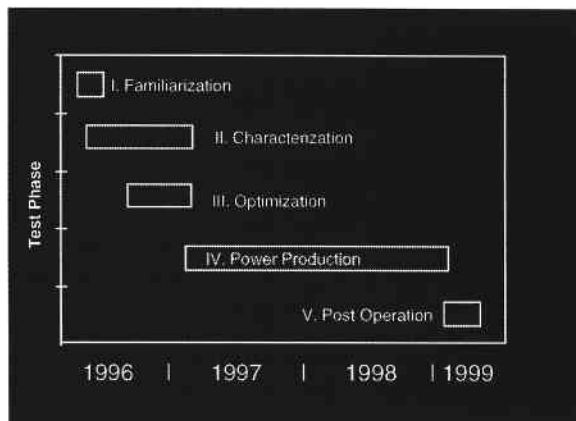 I. Familiarization
II. Characterization
III. Optimization
IV. Power Production
V. Post Operation
Test Phase
1996 | 1997 | 1998 | 1999